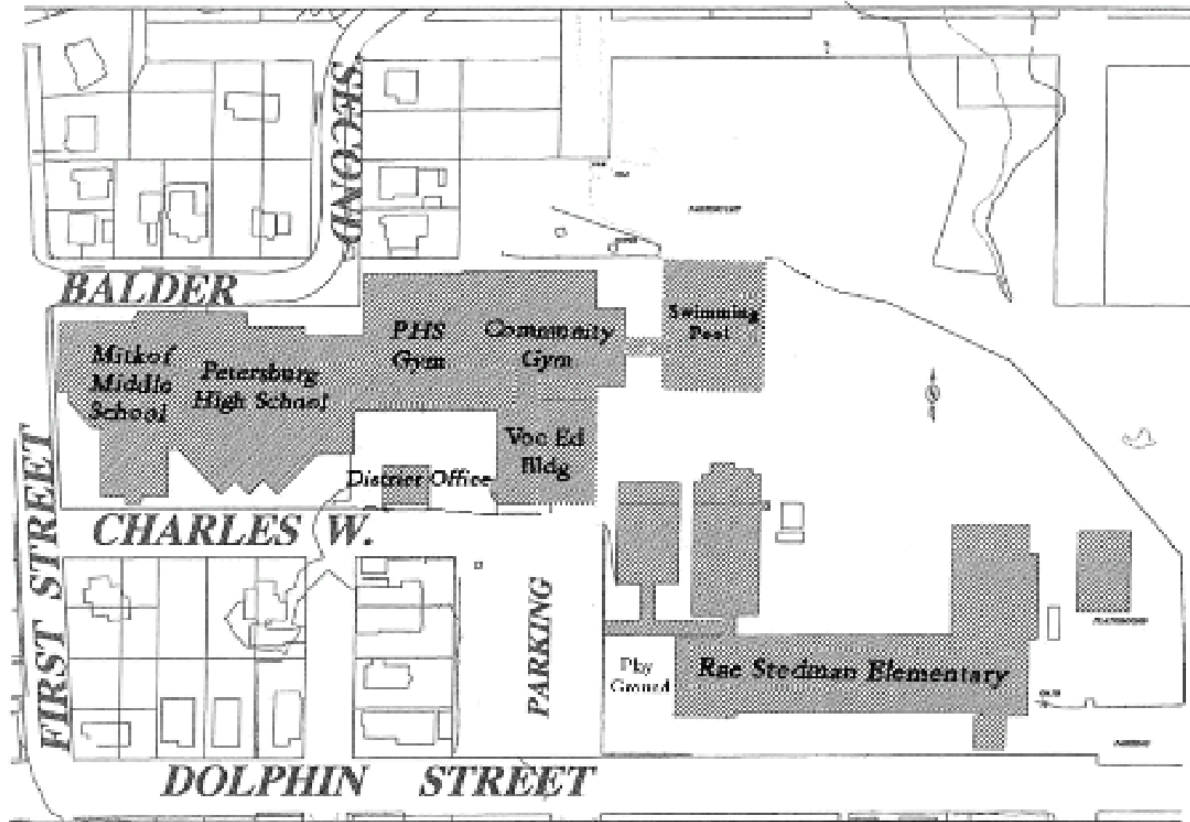 SECOND
BALDER
Mitkof
Middle
School
Petersburg
High School
PHS
Gym
Community
Gym
Swimming
Pool
Voc Ed
Bldg
District Office
FIRST STREET
CHARLES W.
PARKING
Play
Ground
Rae Stedman Elementary
PLAYGROUND
DOLPHIN STREET